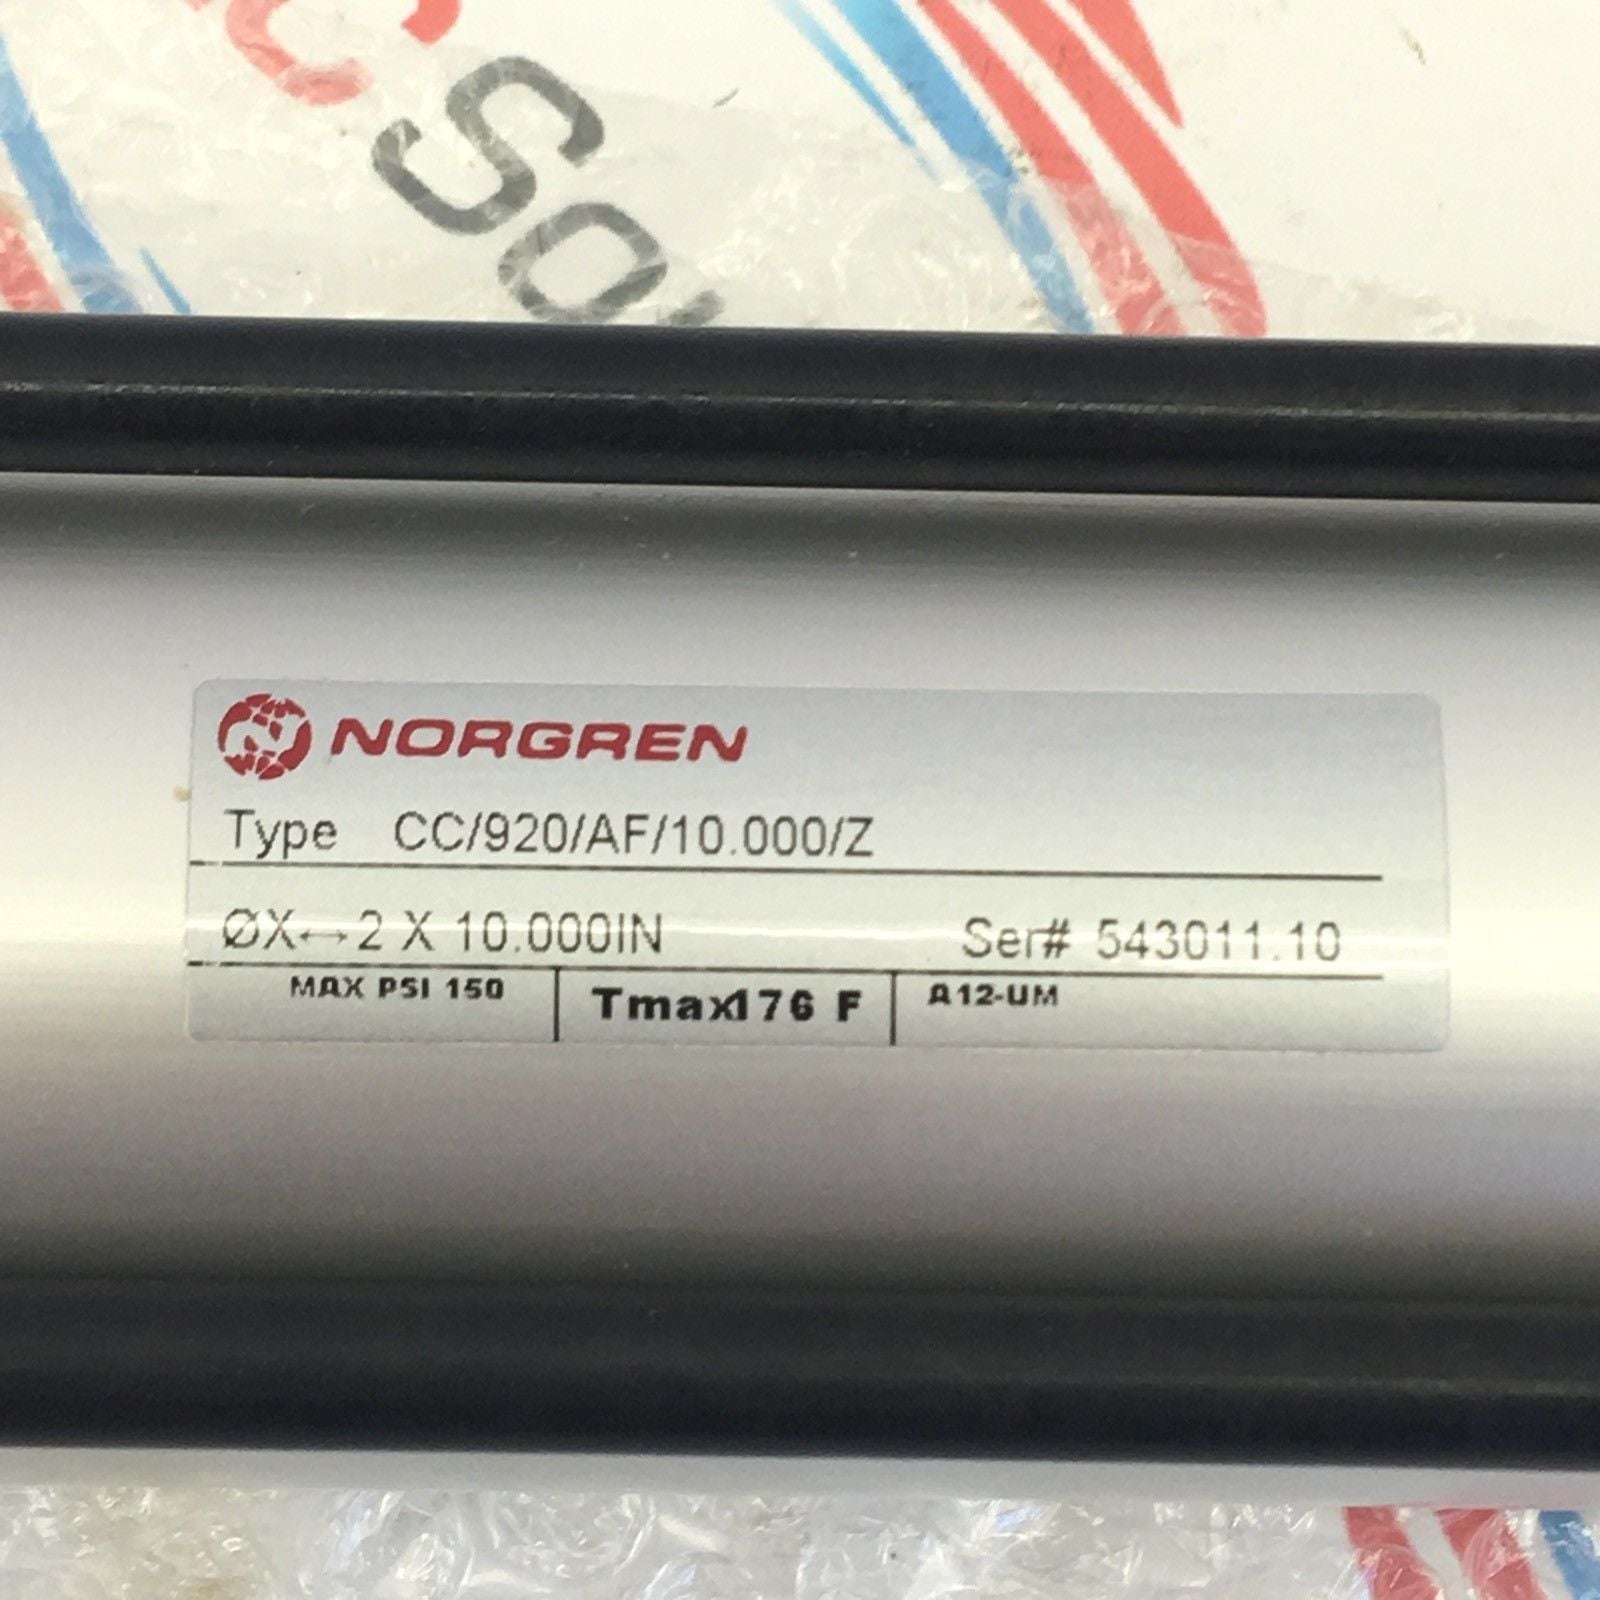 C
So
NORGREN
Type CC/920/AF/10.000/Z
ØX↔2 X 10.000IN Ser# 543011.10
MAX PSI 150 Tmax176 F A12-UM